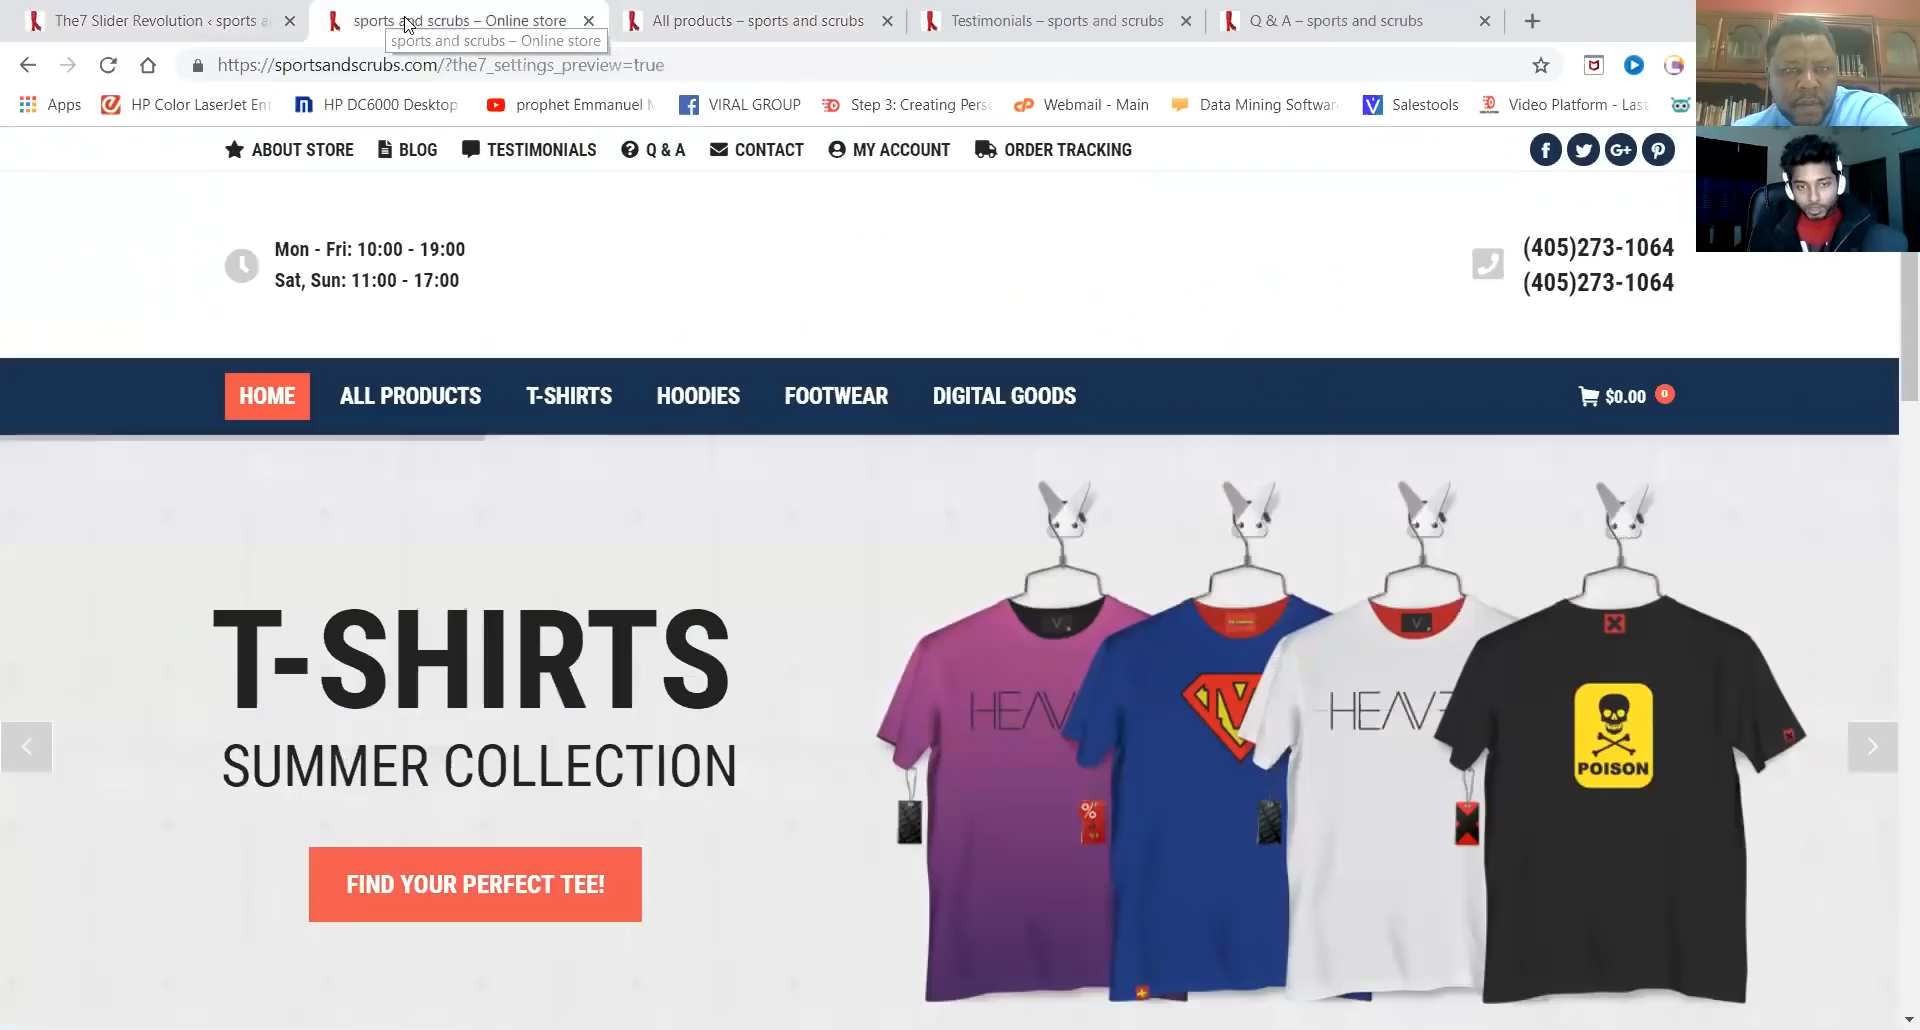 The7 Slider Revolution ‹ sports a
sports and scrubs – Online store
All products – sports and scrubs
Testimonials – sports and scrubs
Q & A – sports and scrubs
sports and scrubs – Online store
https://sportsandscrubs.com/?the7_settings_preview=true
Apps
HP Color LaserJet Ent
HP DC6000 Desktop
prophet Emmanuel M
VIRAL GROUP
Step 3: Creating Perso
Webmail - Main
Data Mining Softwar
Salestools
Video Platform - Last
ABOUT STORE
BLOG
TESTIMONIALS
Q & A
CONTACT
MY ACCOUNT
ORDER TRACKING
Mon - Fri: 10:00 - 19:00
Sat, Sun: 11:00 - 17:00
(405)273-1064
(405)273-1064
HOME
ALL PRODUCTS
T-SHIRTS
HOODIES
FOOTWEAR
DIGITAL GOODS
$0.00
0
T-SHIRTS
SUMMER COLLECTION
FIND YOUR PERFECT TEE!
POISON